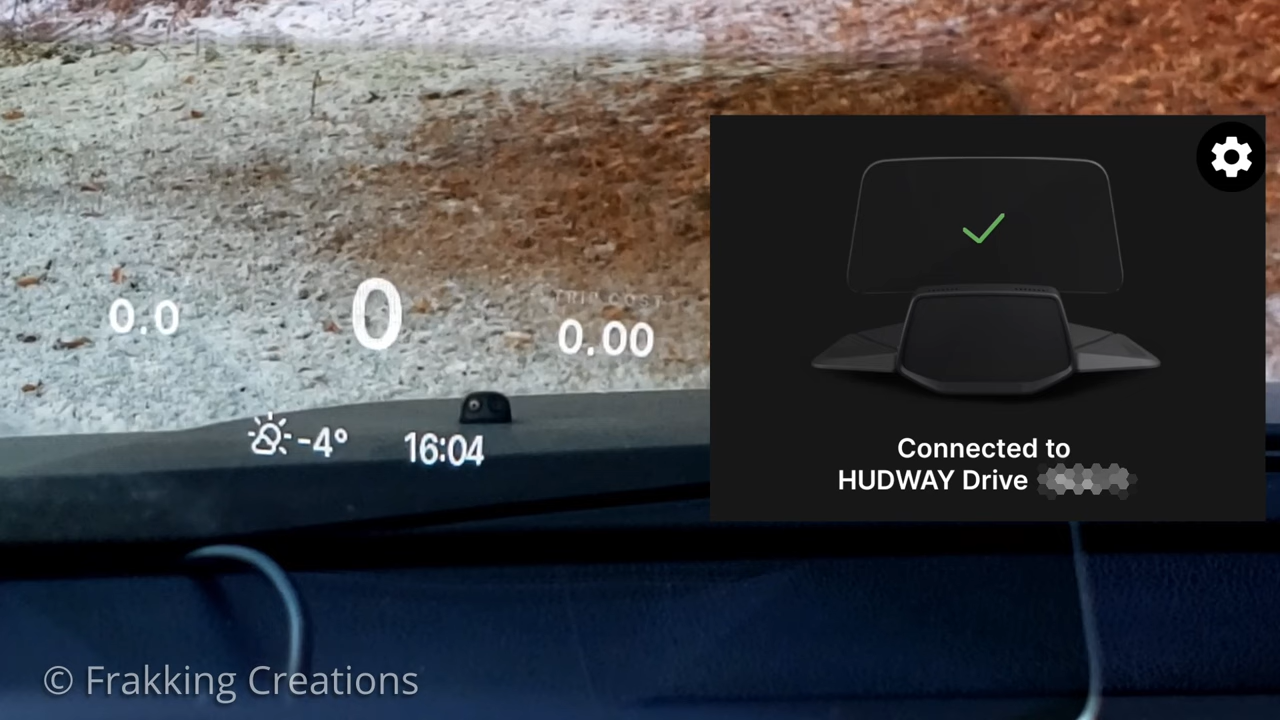 TRIP COST
0.0
0
0.00
-4°
16:04
Connected to
HUDWAY Drive
© Frakking Creations